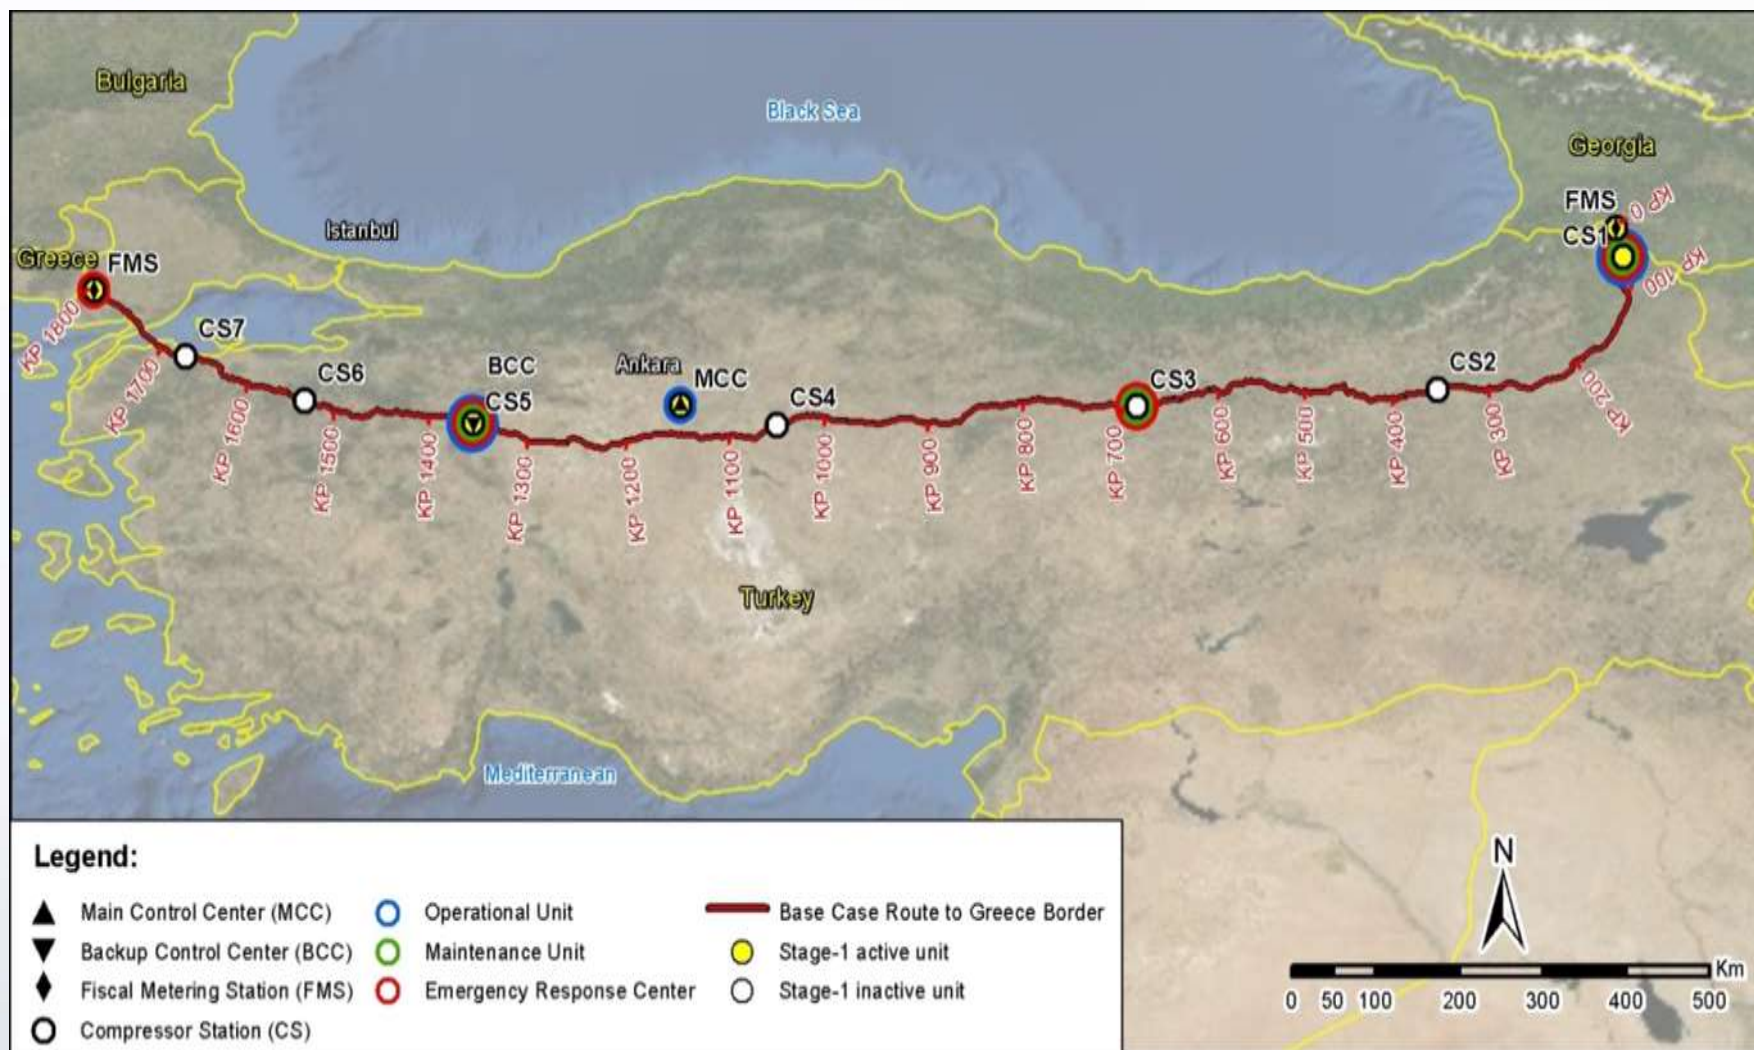 Bulgaria
Black Sea
Georgia
Istanbul
FMS
KP 0
CS1
KP 100
Greece
FMS
KP 1800
CS7
KP 1700
CS6
KP 1600
KP 1500
BCC
CS5
KP 1400
KP 1300
Ankara
MCC
KP 1200
KP 1100
CS4
KP 1000
KP 900
KP 800
CS3
KP 700
KP 600
KP 500
KP 400
CS2
KP 300
KP 200
Turkey
Mediterranean
Legend:
Main Control Center (MCC)
Backup Control Center (BCC)
Fiscal Metering Station (FMS)
Compressor Station (CS)
Operational Unit
Maintenance Unit
Emergency Response Center
Base Case Route to Greece Border
Stage-1 active unit
Stage-1 inactive unit
N
Km
0 50 100 200 300 400 500